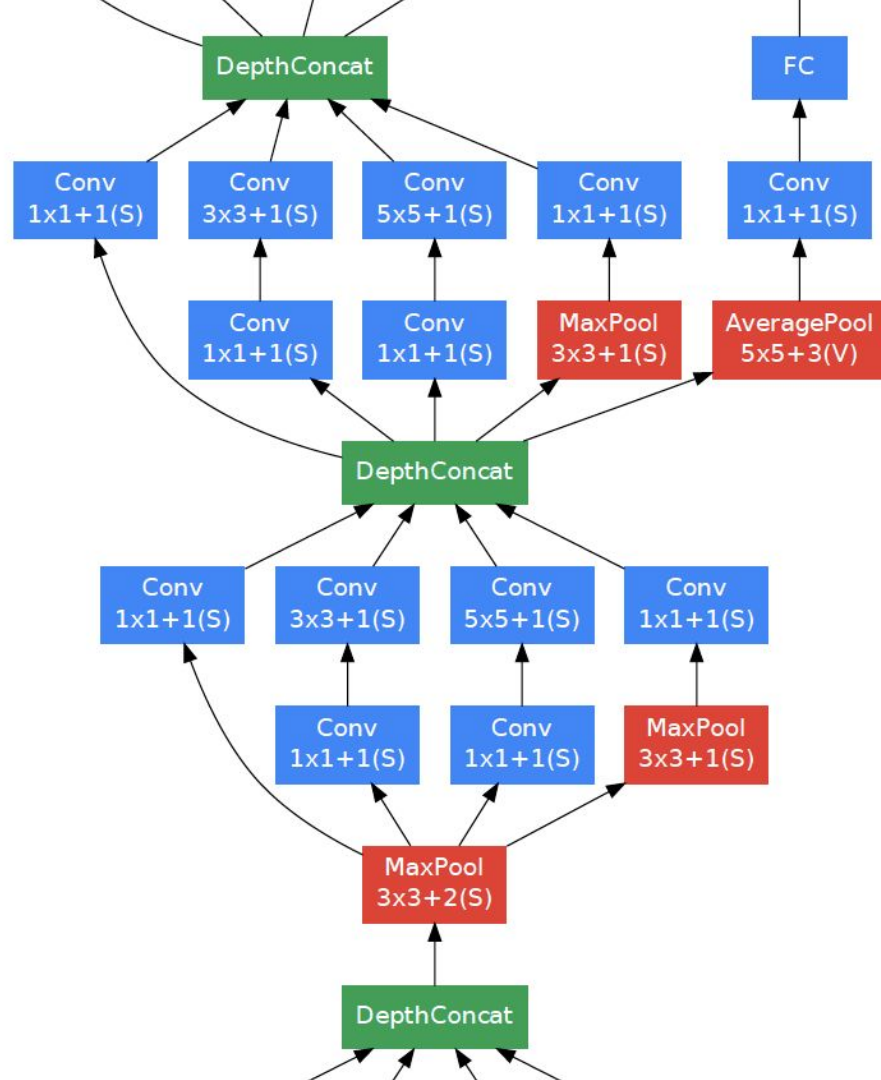 DepthConcat
FC
Conv
1x1+1(S)
Conv
3x3+1(S)
Conv
5x5+1(S)
Conv
1x1+1(S)
Conv
1x1+1(S)
Conv
1x1+1(S)
Conv
1x1+1(S)
MaxPool
3x3+1(S)
AveragePool
5x5+3(V)
DepthConcat
Conv
1x1+1(S)
Conv
3x3+1(S)
Conv
5x5+1(S)
Conv
1x1+1(S)
Conv
1x1+1(S)
Conv
1x1+1(S)
MaxPool
3x3+1(S)
MaxPool
3x3+2(S)
DepthConcat